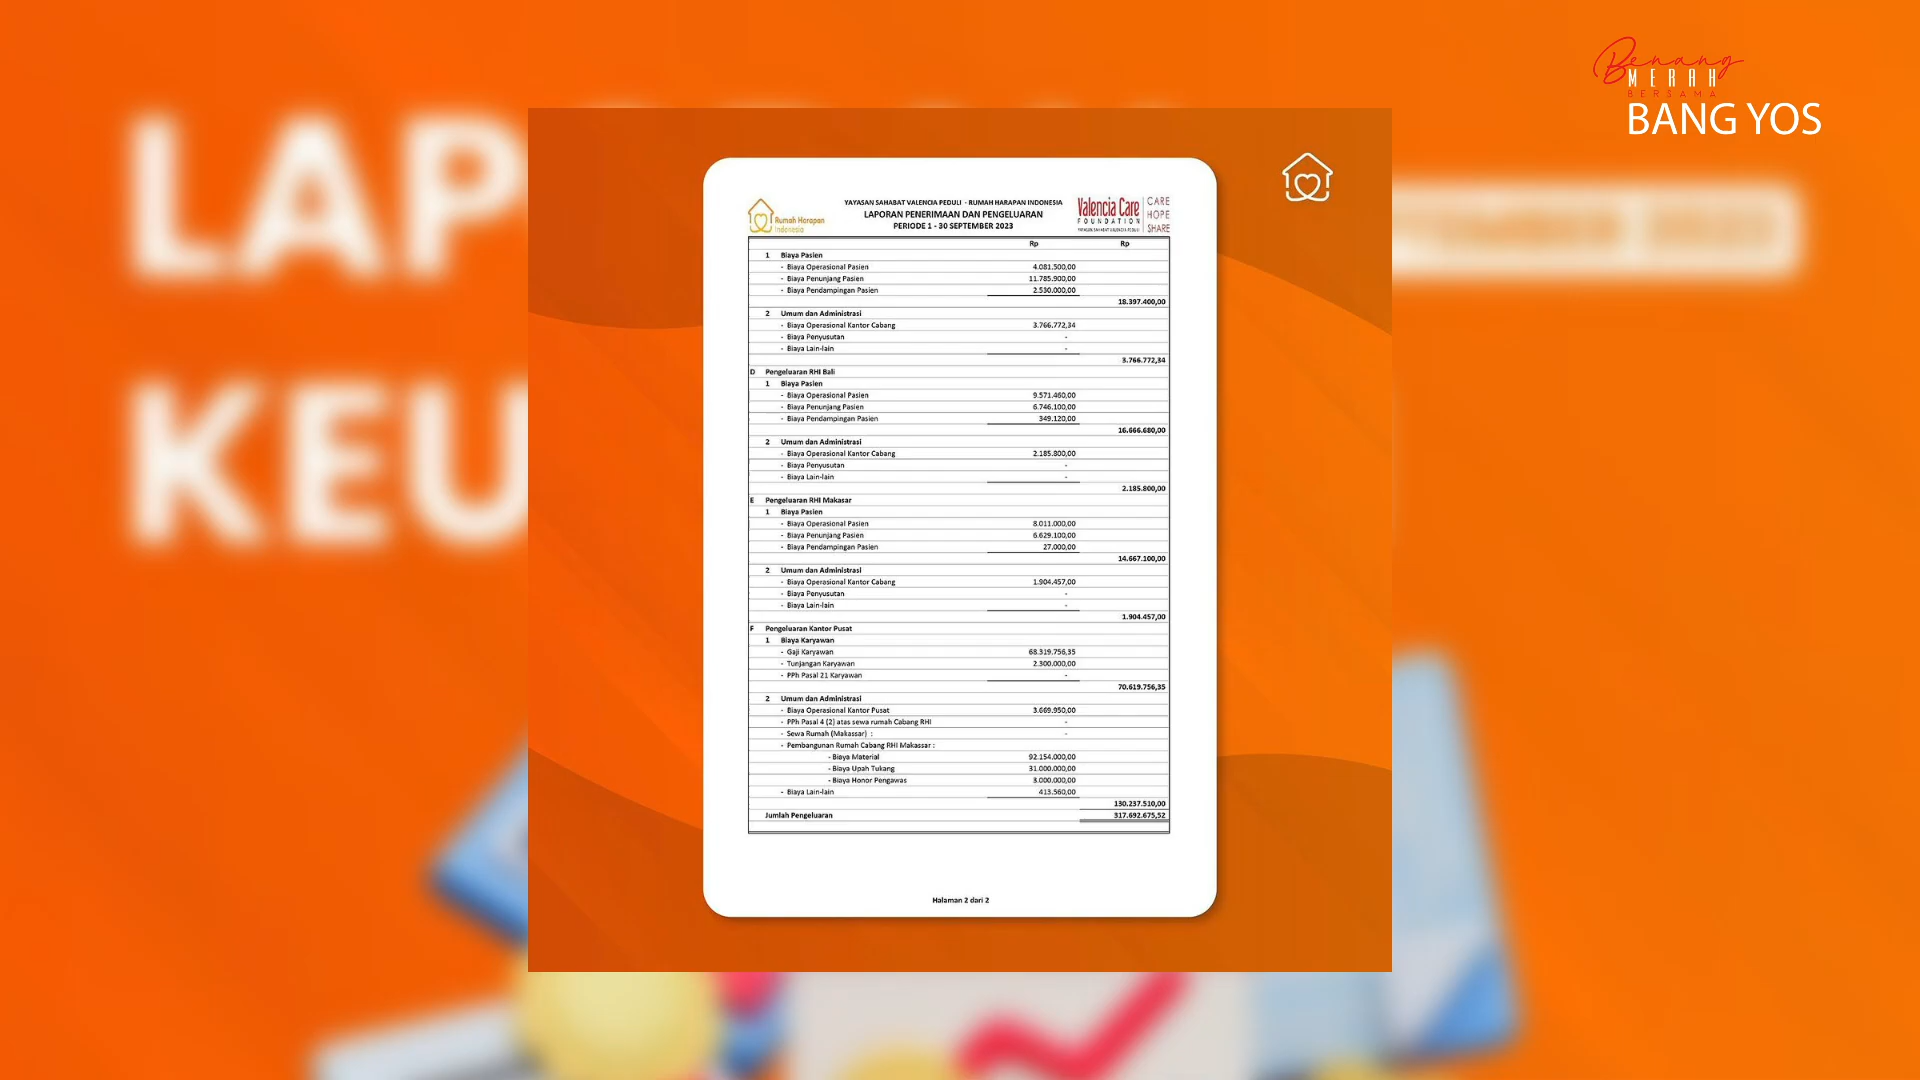 Benang
MERAH
BERSAMA
BANG YOS
LAP
KEU
Rumah Harapan
Indonesia
YAYASAN SAHABAT VALENCIA PEDULI - RUMAH HARAPAN INDONESIA
LAPORAN PENERIMAAN DAN PENGELUARAN
PERIODE 1 - 30 SEPTEMBER 2023
Valencia Care
FOUNDATION
YAYASAN SAHABAT VALENCIA PEDULI
CARE
HOPE
SHARE
Rp Rp
1 Biaya Pasien
- Biaya Operasional Pasien 4.081.500,00
- Biaya Penunjang Pasien 11.785.900,00
- Biaya Pendampingan Pasien 2.530.000,00
18.397.400,00
2 Umum dan Administrasi
- Biaya Operasional Kantor Cabang 3.766.772,34
- Biaya Penyusutan -
- Biaya Lain-lain -
3.766.772,34
D Pengeluaran RHI Bali
1 Biaya Pasien
- Biaya Operasional Pasien 9.571.460,00
- Biaya Penunjang Pasien 6.746.100,00
- Biaya Pendampingan Pasien 349.120,00
16.666.680,00
2 Umum dan Administrasi
- Biaya Operasional Kantor Cabang 2.185.800,00
- Biaya Penyusutan -
- Biaya Lain-lain -
2.185.800,00
E Pengeluaran RHI Makasar
1 Biaya Pasien
- Biaya Operasional Pasien 8.011.000,00
- Biaya Penunjang Pasien 6.629.100,00
- Biaya Pendampingan Pasien 27.000,00
14.667.100,00
2 Umum dan Administrasi
- Biaya Operasional Kantor Cabang 1.904.457,00
- Biaya Penyusutan -
- Biaya Lain-lain -
1.904.457,00
F Pengeluaran Kantor Pusat
1 Biaya Karyawan
- Gaji Karyawan 68.319.756,35
- Tunjangan Karyawan 2.300.000,00
- PPh Pasal 21 Karyawan -
70.619.756,35
2 Umum dan Administrasi
- Biaya Operasional Kantor Pusat 3.669.950,00
- PPh Pasal 4 (2) atas sewa rumah Cabang RHI -
- Sewa Rumah (Makassar) : -
- Pembangunan Rumah Cabang RHI Makassar :
- Biaya Material 92.154.000,00
- Biaya Upah Tukang 31.000.000,00
- Biaya Honor Pengawas 3.000.000,00
- Biaya Lain-lain 413.560,00
130.237.510,00
Jumlah Pengeluaran 317.692.675,52
Halaman 2 dari 2